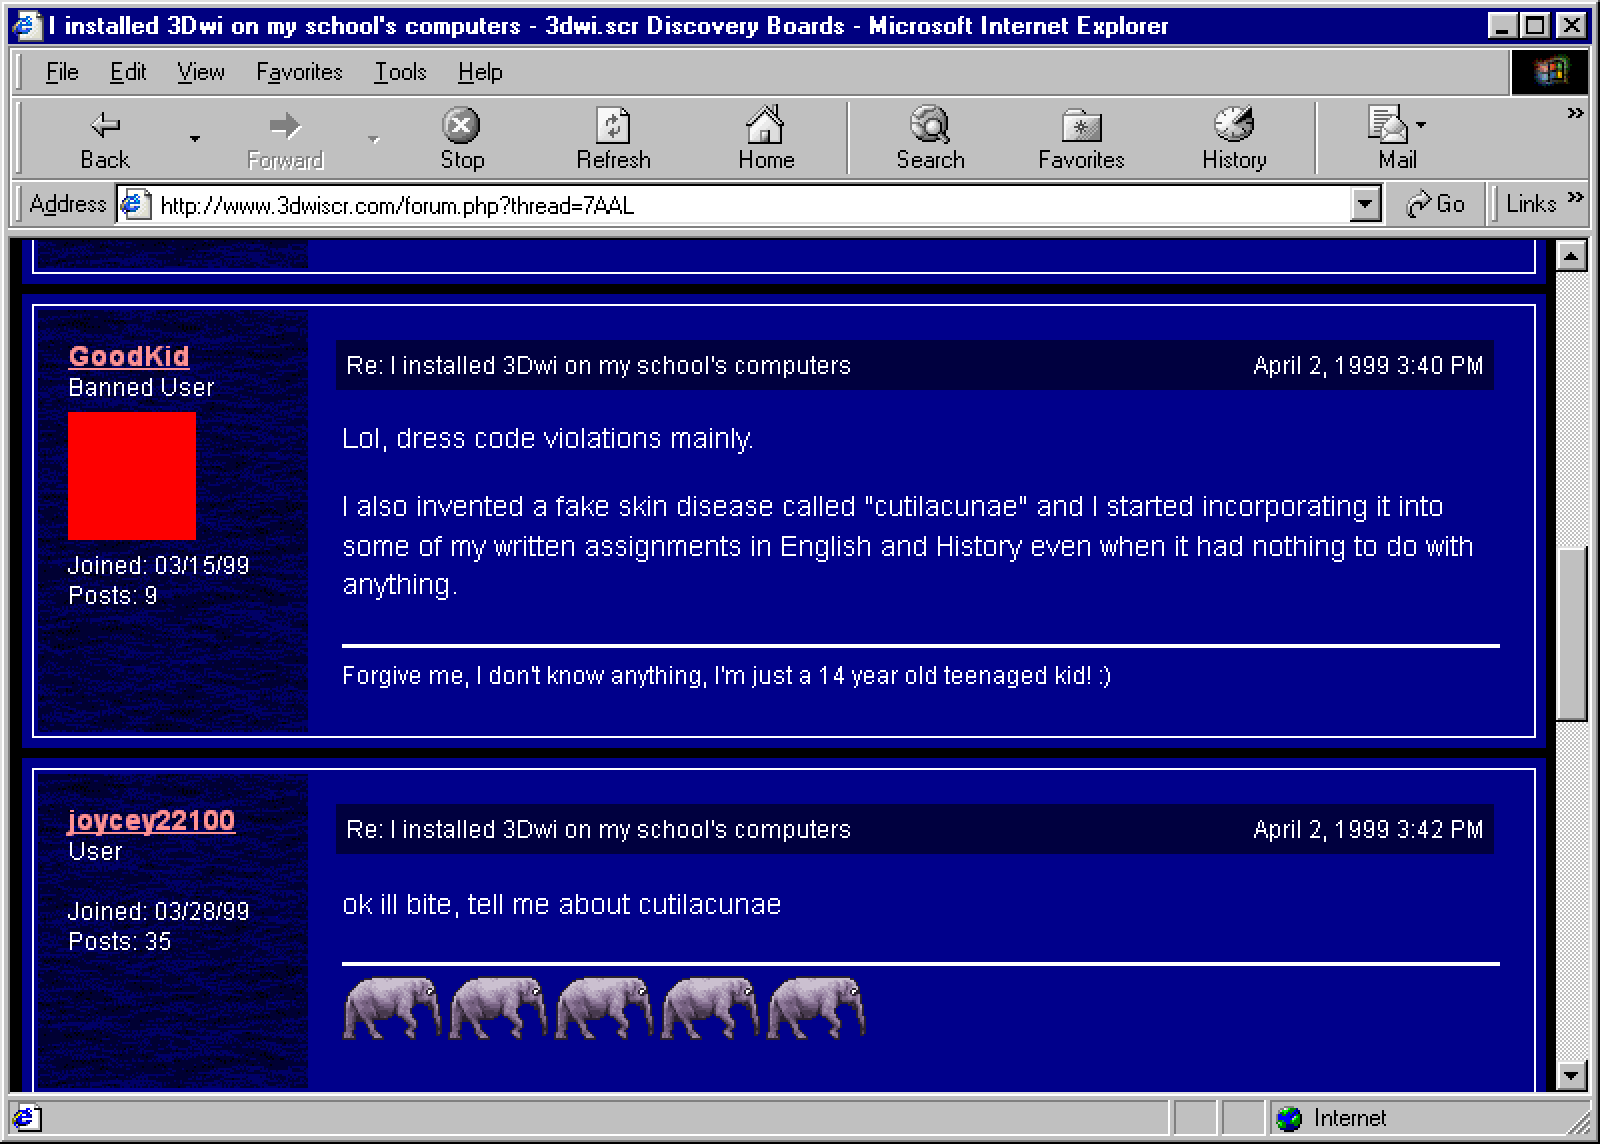 I installed 3Dwi on my school's computers - 3dwi.scr Discovery Boards - Microsoft Internet Explorer
File Edit View Favorites Tools Help
Back Forward Stop Refresh Home Search Favorites History Mail »
Address http://www.3dwiscr.com/forum.php?thread=7AAL Go Links »
GoodKid
Banned User
Joined: 03/15/99
Posts: 9
Re: I installed 3Dwi on my school's computers April 2, 1999 3:40 PM
Lol, dress code violations mainly.
I also invented a fake skin disease called "cutilacunae" and I started incorporating it into
some of my written assignments in English and History even when it had nothing to do with
anything.
Forgive me, I don't know anything, I'm just a 14 year old teenaged kid! :)
joycey22100
User
Joined: 03/28/99
Posts: 35
Re: I installed 3Dwi on my school's computers April 2, 1999 3:42 PM
ok ill bite, tell me about cutilacunae
Internet